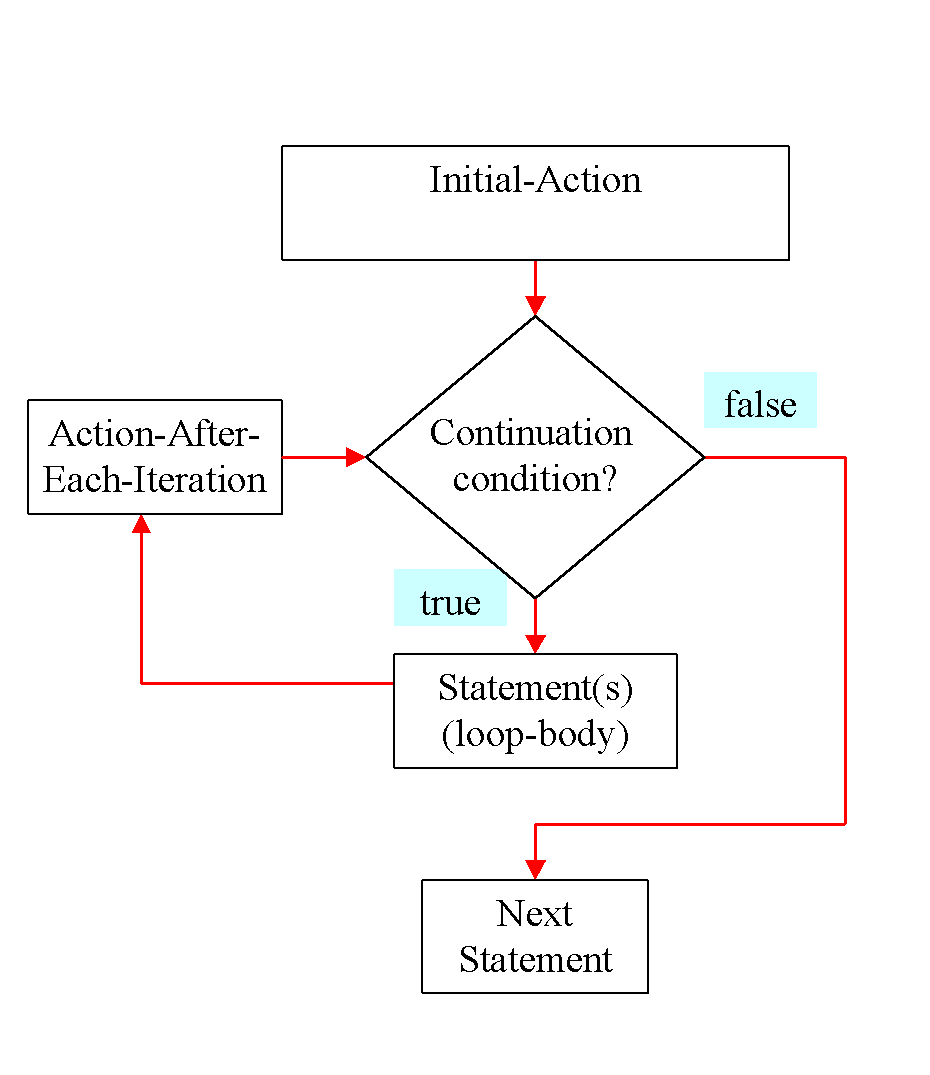 Initial-Action
false
Action-After-
Each-Iteration
Continuation
condition?
true
Statement(s)
(loop-body)
Next
Statement